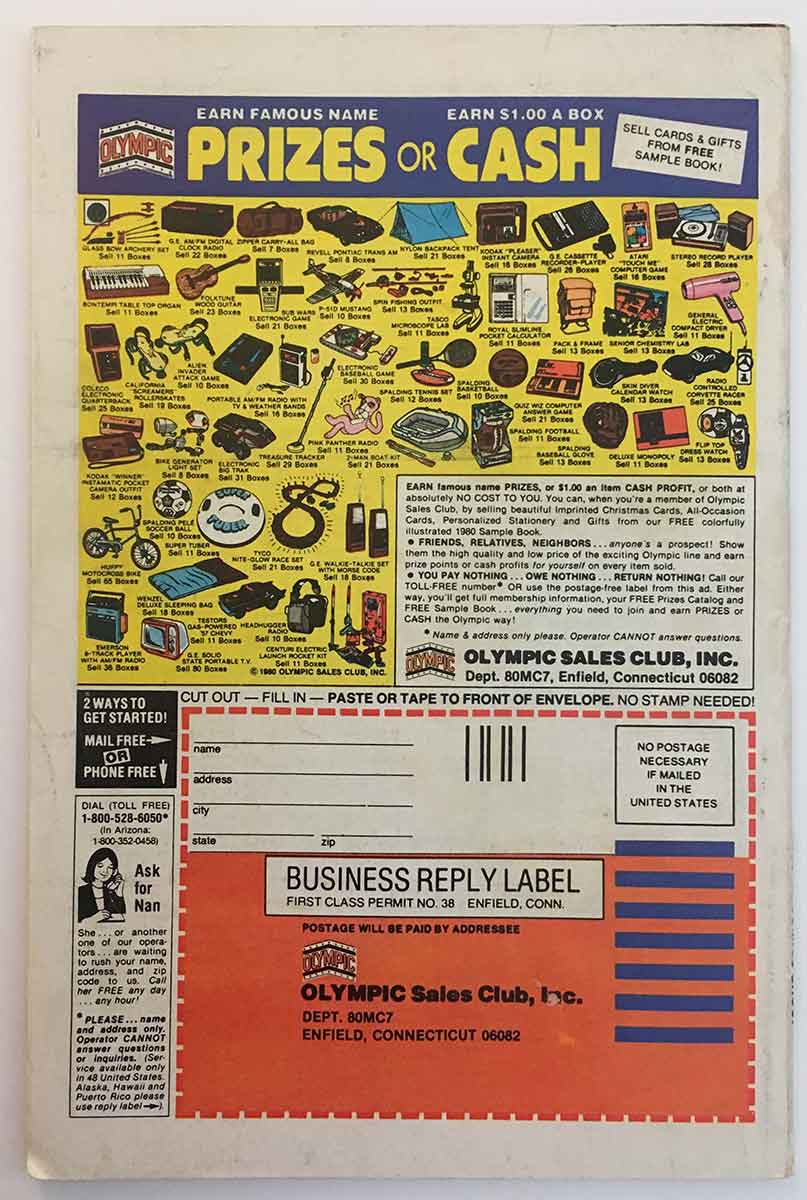 EARN FAMOUS NAME
EARN $1.00 A BOX
OLYMPIC
PRIZES OR CASH
SELL CARDS & GIFTS
FROM FREE
SAMPLE BOOK!
GLASS BOW ARCHERY SET
Sell 11 Boxes
G.E. AM/FM DIGITAL
CLOCK RADIO
Sell 22 Boxes
ZIPPER CARRY-ALL BAG
Sell 7 Boxes
REVELL PONTIAC TRANS AM
Sell 8 Boxes
NYLON BACKPACK TENT
Sell 21 Boxes
KODAK "PLEASER"
INSTANT CAMERA
Sell 18 Boxes
G.E. CASSETTE
RECORDER-PLAYER
Sell 26 Boxes
ATARI
"TOUCH ME"
COMPUTER GAME
Sell 16 Boxes
STEREO RECORD PLAYER
Sell 28 Boxes
BONTEMPI TABLE TOP ORGAN
Sell 11 Boxes
FOLKTUNE
WOOD GUITAR
Sell 23 Boxes
SUB WARS
ELECTRONIC GAME
Sell 21 Boxes
P-51D MUSTANG
Sell 10 Boxes
SPIN FISHING OUTFIT
Sell 13 Boxes
TASCO
MICROSCOPE LAB
Sell 11 Boxes
ROYAL SLIMLINE
POCKET CALCULATOR
Sell 11 Boxes
PACK & FRAME
Sell 13 Boxes
SENIOR CHEMISTRY LAB
Sell 13 Boxes
GENERAL
ELECTRIC
COMPACT DRYER
Sell 11 Boxes
COLECO
ELECTRONIC
QUARTERBACK
Sell 25 Boxes
CALIFORNIA
"SCREAMERS"
ROLLERSKATES
Sell 19 Boxes
ALIEN
INVADER
ATTACK GAME
Sell 10 Boxes
PORTABLE AM/FM RADIO WITH
TV & WEATHER BANDS
Sell 16 Boxes
ELECTRONIC
BASEBALL GAME
Sell 30 Boxes
SPALDING TENNIS SET
Sell 12 Boxes
SPALDING
BASKETBALL
Sell 10 Boxes
QUIZ WIZ COMPUTER
ANSWER GAME
Sell 21 Boxes
SKIN DIVER
CALENDAR WATCH
Sell 13 Boxes
RADIO
CONTROLLED
CORVETTE RACER
Sell 25 Boxes
KODAK "WINNER"
INSTAMATIC POCKET
CAMERA OUTFIT
Sell 12 Boxes
BIKE GENERATOR
LIGHT SET
Sell 8 Boxes
ELECTRONIC
BIG TRAK
Sell 31 Boxes
TREASURE TRACKER
Sell 29 Boxes
PINK PANTHER RADIO
Sell 11 Boxes
2-MAN BOAT KIT
Sell 21 Boxes
SPALDING
BASEBALL GLOVE
Sell 13 Boxes
SPALDING FOOTBALL
Sell 11 Boxes
DELUXE MONOPOLY
Sell 11 Boxes
FLIP TOP
DRESS WATCH
Sell 13 Boxes
HUFFY
MOTOCROSS BIKE
Sell 65 Boxes
SPALDING PELÉ
SOCCER BALL
Sell 10 Boxes
SUPER
TUBER
SUPER TUBER
Sell 11 Boxes
TYCO
NITE-GLOW RACE SET
Sell 21 Boxes
G.E. WALKIE-TALKIE SET
WITH MORSE CODE
Sell 18 Boxes
EMERSON
8-TRACK PLAYER
WITH AM/FM RADIO
Sell 36 Boxes
WENZEL
DELUXE SLEEPING BAG
Sell 18 Boxes
G.E. SOLID
STATE PORTABLE T.V.
Sell 80 Boxes
TESTORS
GAS-POWERED
'57 CHEVY
Sell 11 Boxes
HEADHUGGER
RADIO
Sell 10 Boxes
CENTURI ELECTRIC
LAUNCH ROCKET KIT
Sell 11 Boxes
© 1980 OLYMPIC SALES CLUB, INC.
EARN famous name PRIZES, or $1.00 an item CASH PROFIT, or both at
absolutely NO COST TO YOU. You can, when you're a member of Olympic
Sales Club, by selling beautiful Imprinted Christmas Cards, All-Occasion
Cards, Personalized Stationery and Gifts from our FREE colorfully
illustrated 1980 Sample Book.
• FRIENDS, RELATIVES, NEIGHBORS . . . anyone's a prospect! Show
them the high quality and low price of the exciting Olympic line and earn
prize points or cash profits for yourself on every item sold.
• YOU PAY NOTHING . . . OWE NOTHING . . . RETURN NOTHING! Call our
TOLL-FREE number* OR use the postage-free label from this ad. Either
way, you'll get full membership information, your FREE Prizes Catalog and
FREE Sample Book . . . everything you need to join and earn PRIZES or
CASH the Olympic way!
* Name & address only please. Operator CANNOT answer questions.
OLYMPIC
OLYMPIC SALES CLUB, INC.
Dept. 80MC7, Enfield, Connecticut 06082
2 WAYS TO
GET STARTED!
MAIL FREE
OR
PHONE FREE
CUT OUT — FILL IN — PASTE OR TAPE TO FRONT OF ENVELOPE. NO STAMP NEEDED!
name
address
city
state zip
NO POSTAGE
NECESSARY
IF MAILED
IN THE
UNITED STATES
DIAL (TOLL FREE)
1-800-528-6050*
(In Arizona:
1-800-352-0458)
Ask
for
Nan
She . . . or another
one of our opera-
tors . . . are waiting
to rush your name,
address, and zip
code to us. Call
her FREE any day
. . . any hour!
* PLEASE . . . name
and address only.
Operator CANNOT
answer questions
or inquiries. (Ser-
vice available only
in 48 United States.
Alaska, Hawaii and
Puerto Rico please
use reply label).
BUSINESS REPLY LABEL
FIRST CLASS PERMIT NO. 38 ENFIELD, CONN.
POSTAGE WILL BE PAID BY ADDRESSEE
OLYMPIC
OLYMPIC Sales Club, Inc.
DEPT. 80MC7
ENFIELD, CONNECTICUT 06082